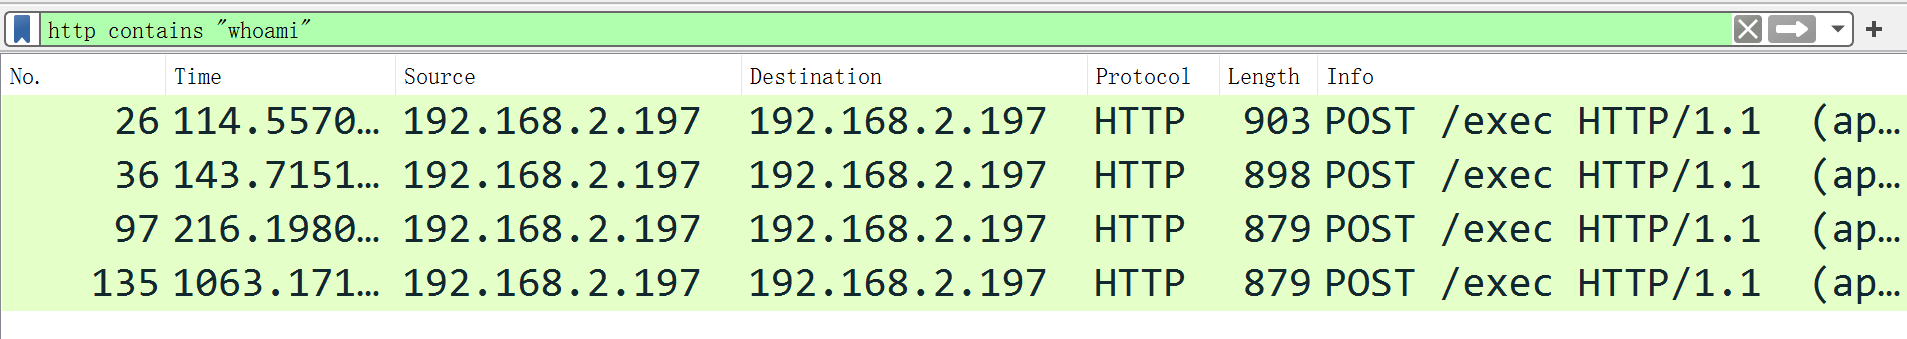 http contains "whoami"
No. Time Source Destination Protocol Length Info
26 114.5570… 192.168.2.197 192.168.2.197 HTTP 903 POST /exec HTTP/1.1 (ap…
36 143.7151… 192.168.2.197 192.168.2.197 HTTP 898 POST /exec HTTP/1.1 (ap…
97 216.1980… 192.168.2.197 192.168.2.197 HTTP 879 POST /exec HTTP/1.1 (ap…
135 1063.171… 192.168.2.197 192.168.2.197 HTTP 879 POST /exec HTTP/1.1 (ap…